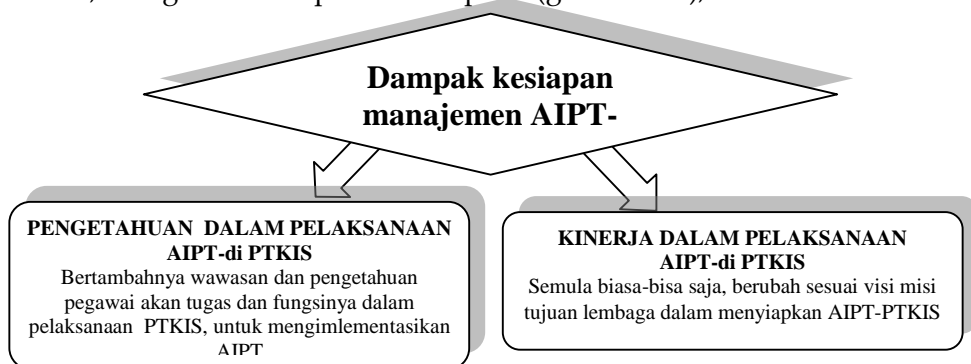 Dampak kesiapan
manajemen AIPT-
PENGETAHUAN DALAM PELAKSANAAN
AIPT-di PTKIS
Bertambahnya wawasan dan pengetahuan
pegawai akan tugas dan fungsinya dalam
pelaksanaan PTKIS, untuk mengimlementasikan
AIPT
KINERJA DALAM PELAKSANAAN
AIPT-di PTKIS
Semula biasa-bisa saja, berubah sesuai visi misi
tujuan lembaga dalam menyiapkan AIPT-PTKIS